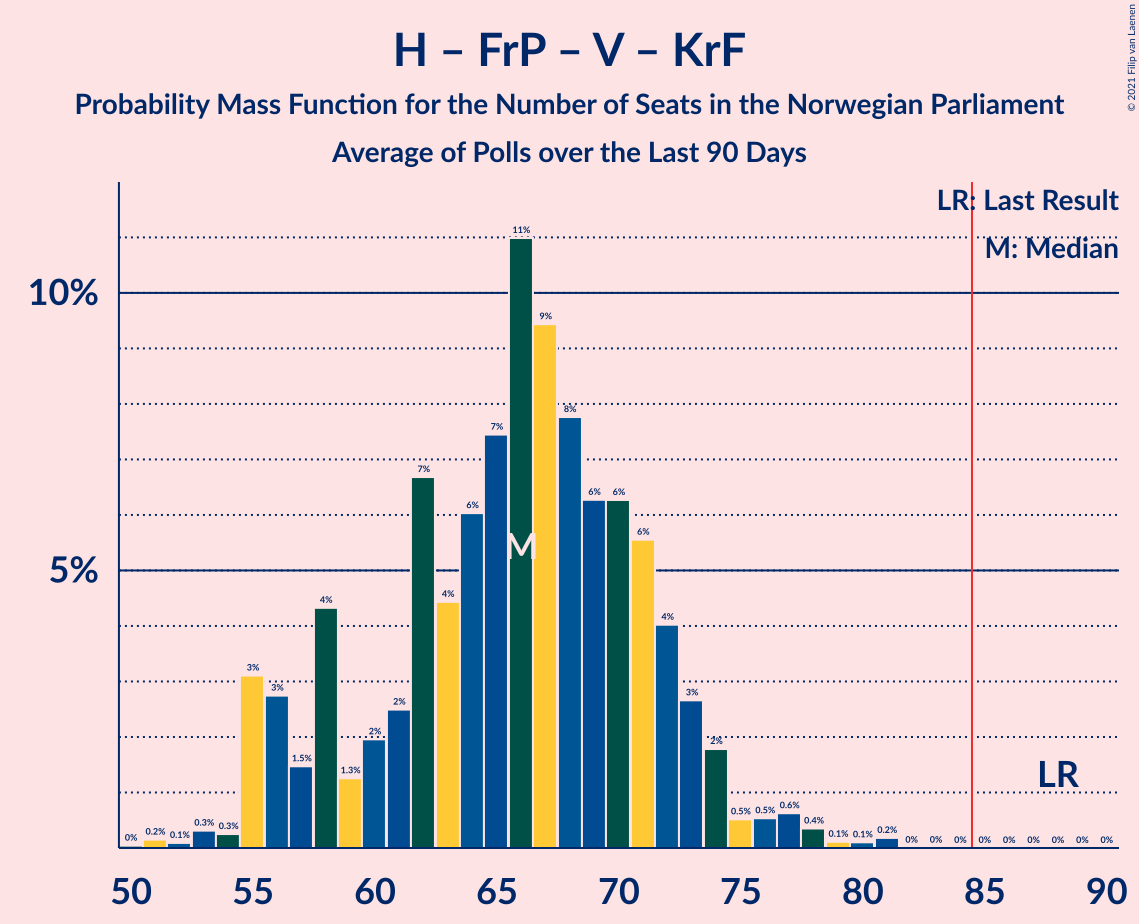 H – FrP – V – KrF
Probability Mass Function for the Number of Seats in the Norwegian Parliament
Average of Polls over the Last 90 Days
© 2021 Filip van Laenen
LR: Last Result
M: Median
10%
5%
0% 0.2% 0.1% 0.3% 0.3% 3% 3% 1.5% 4% 1.3% 2% 2% 7% 4% 6% 7% 11% 9% 8% 6% 6% 6% 4% 3% 2% 0.5% 0.5% 0.6% 0.4% 0.1% 0.1% 0.2% 0% 0% 0% 0% 0% 0% 0% 0% 0%
M
LR
50 55 60 65 70 75 80 85 90